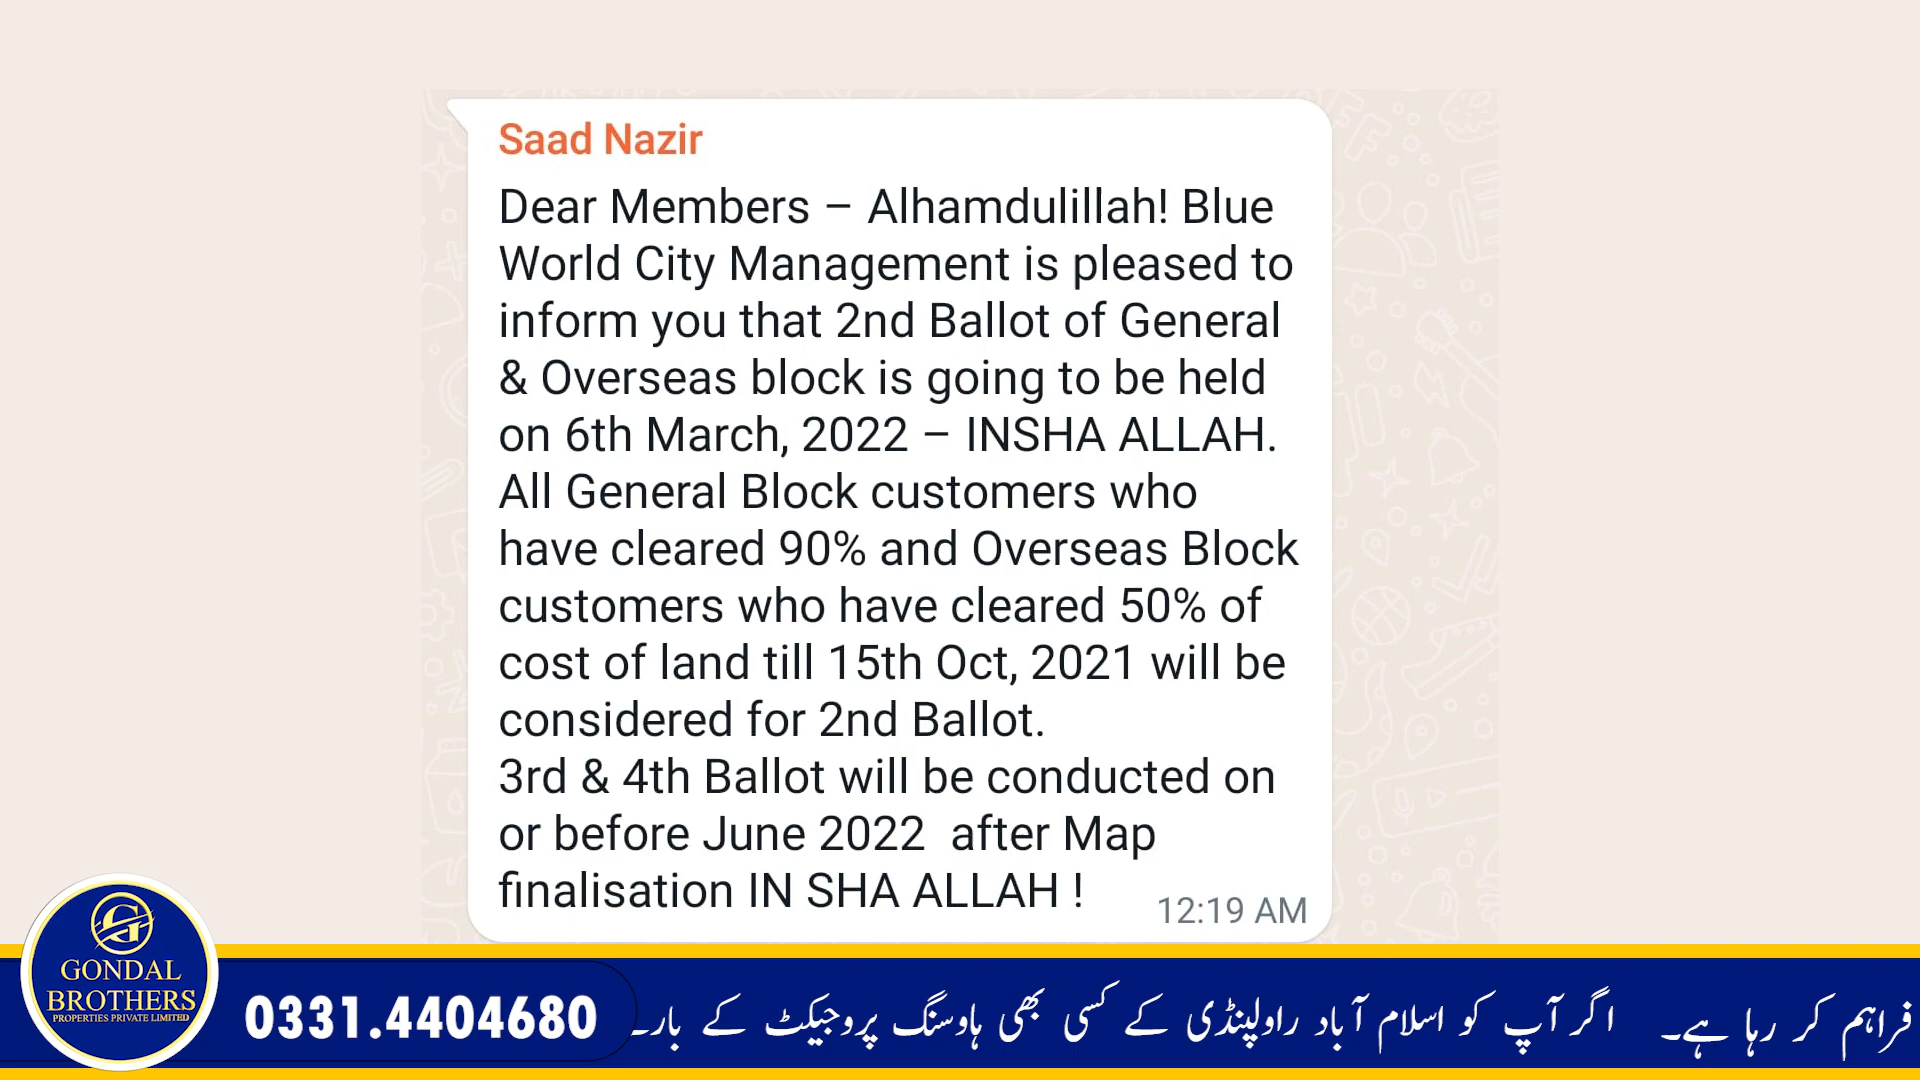 Saad Nazir
Dear Members – Alhamdulillah! Blue
World City Management is pleased to
inform you that 2nd Ballot of General
& Overseas block is going to be held
on 6th March, 2022 – INSHA ALLAH.
All General Block customers who
have cleared 90% and Overseas Block
customers who have cleared 50% of
cost of land till 15th Oct, 2021 will be
considered for 2nd Ballot.
3rd & 4th Ballot will be conducted on
or before June 2022  after Map
finalisation IN SHA ALLAH !
12:19 AM
GONDAL
BROTHERS
PROPERTIES PRIVATE LIMITED
0331.4404680
فراہم کر رہا ہے۔ اگر آپ کو اسلام آباد راولپنڈی کے کسی بھی ہاوسنگ پروجیکٹ کے بار